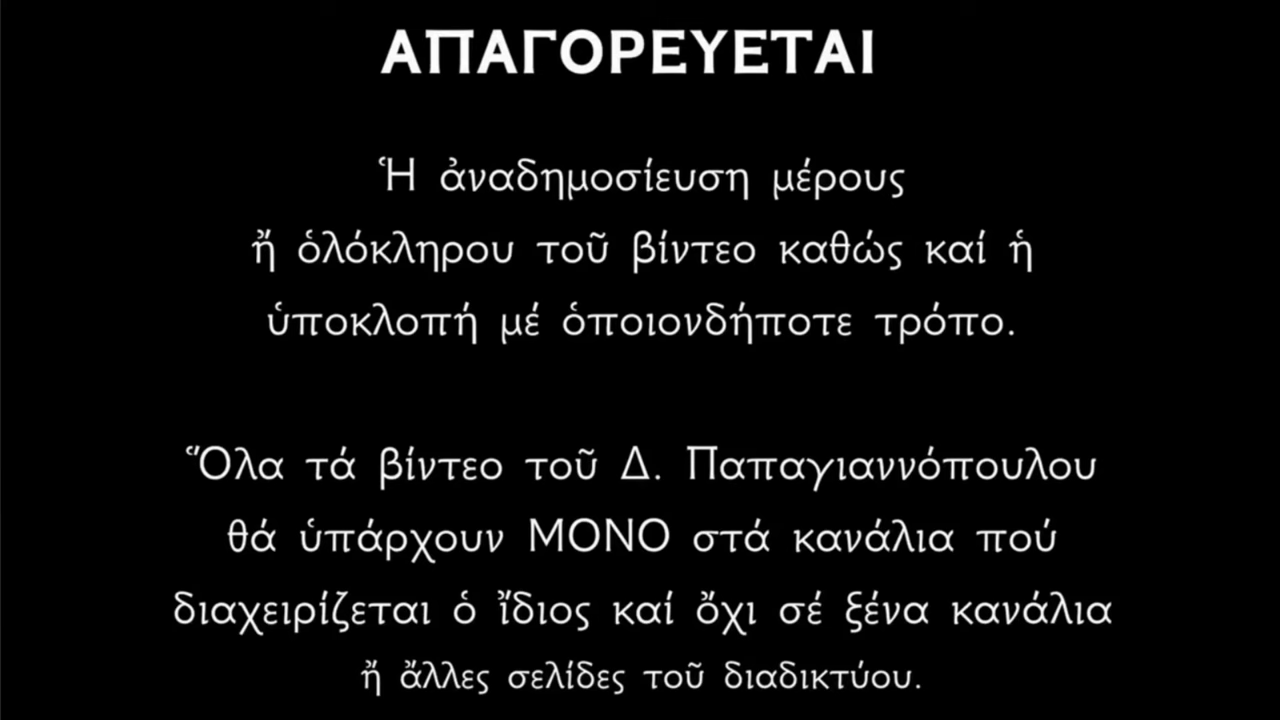 ΑΠΑΓΟΡΕΥΕΤΑΙ
Ἡ ἀναδημοσίευση μέρους
ἤ ὁλόκληρου τοῦ βίντεο καθώς καί ἡ
ὑποκλοπή μέ ὁποιονδήποτε τρόπο.
Ὅλα τά βίντεο τοῦ Δ. Παπαγιαννόπουλου
θά ὑπάρχουν ΜΟΝΟ στά κανάλια πού
διαχειρίζεται ὁ ἴδιος καί ὄχι σέ ξένα κανάλια
ἤ ἄλλες σελίδες τοῦ διαδικτύου.